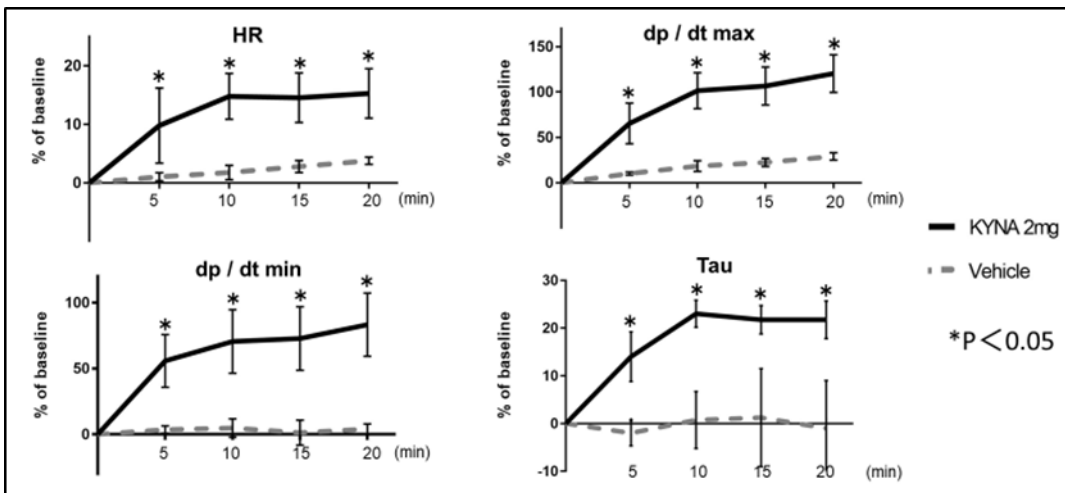 HR
% of baseline
20
10
0
5 10 15 20 (min)
* * * *
dp / dt max
% of baseline
150
100
50
0
5 10 15 20 (min)
* * * *
dp / dt min
% of baseline
100
50
0
5 10 15 20 (min)
* * * *
Tau
% of baseline
30
20
10
0
-10
5 10 15 20 (min)
* * * *
KYNA 2mg
Vehicle
*P＜0.05